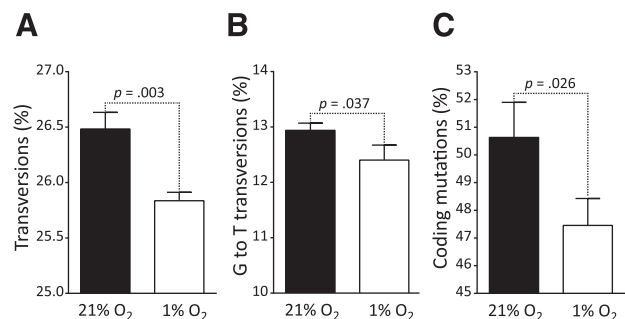 A
B
C
Transversions (%)
27.0
26.5
26.0
25.5
25.0
p = .003
21% O2
1% O2
G to T transversions (%)
14
13
12
11
10
p = .037
21% O2
1% O2
Coding mutations (%)
53
52
51
50
49
48
47
46
45
p = .026
21% O2
1% O2